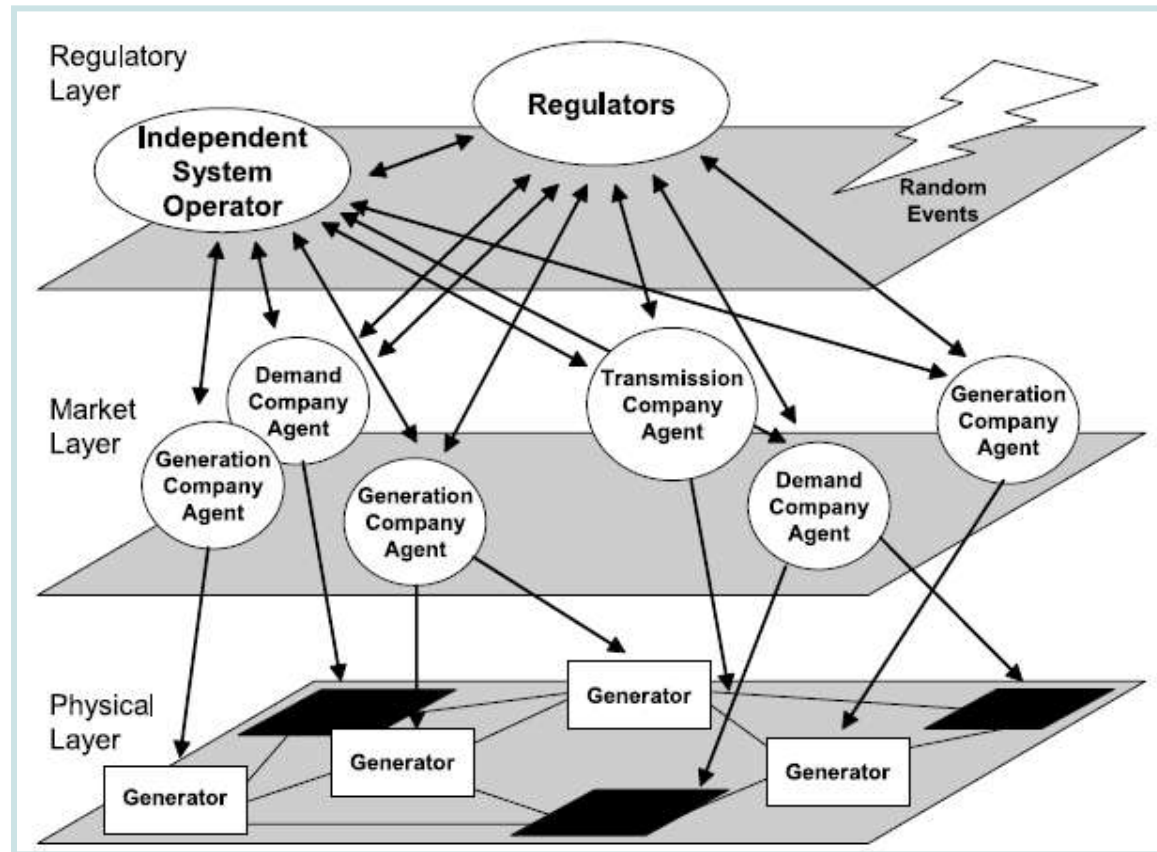 Regulatory
Layer
Regulators
Independent
System
Operator
Random
Events
Market
Layer
Demand
Company
Agent
Generation
Company
Agent
Generation
Company
Agent
Transmission
Company
Agent
Demand
Company
Agent
Generation
Company
Agent
Physical
Layer
Generator
Generator
Generator
Generator